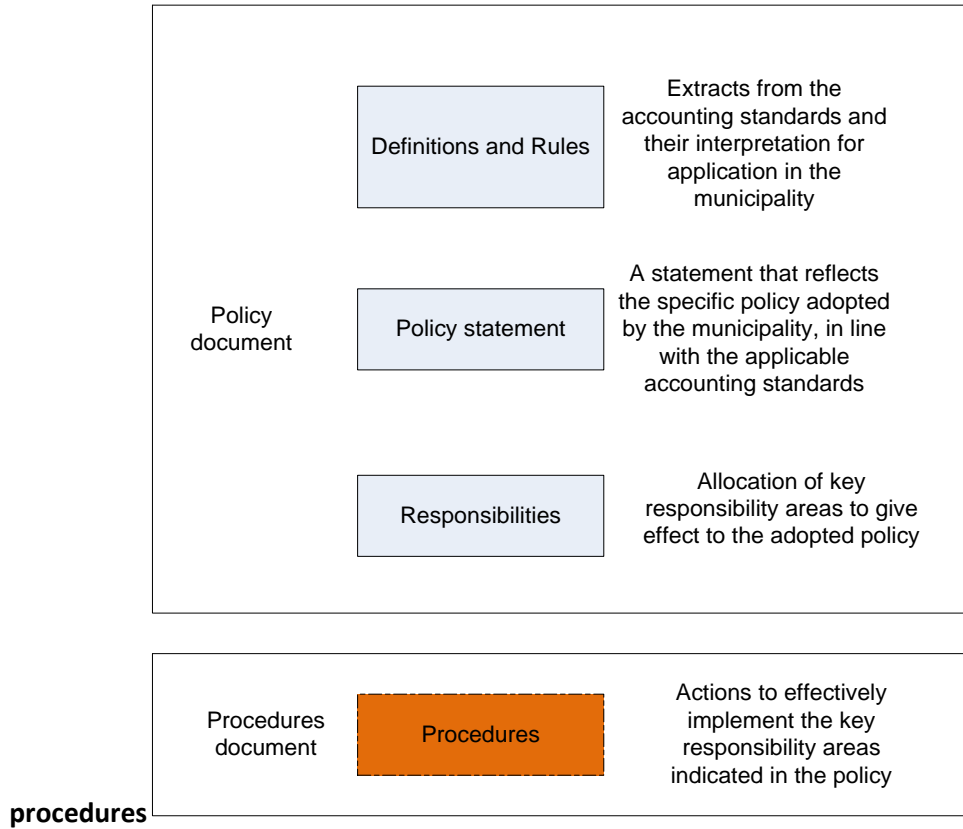 Policy
document
Definitions and Rules
Extracts from the
accounting standards and
their interpretation for
application in the
municipality
Policy statement
A statement that reflects
the specific policy adopted
by the municipality, in line
with the applicable
accounting standards
Responsibilities
Allocation of key
responsibility areas to give
effect to the adopted policy
Procedures
document
Procedures
Actions to effectively
implement the key
responsibility areas
indicated in the policy
procedures